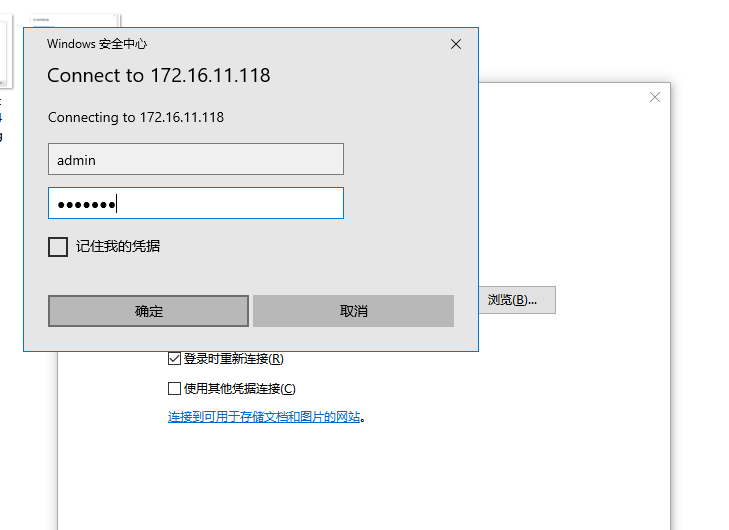 Windows 安全中心
Connect to 172.16.11.118
Connecting to 172.16.11.118
admin
●●●●●●●
记住我的凭据
确定
取消
浏览(B)...
登录时重新连接(R)
使用其他凭据连接(C)
连接到可用于存储文档和图片的网站。